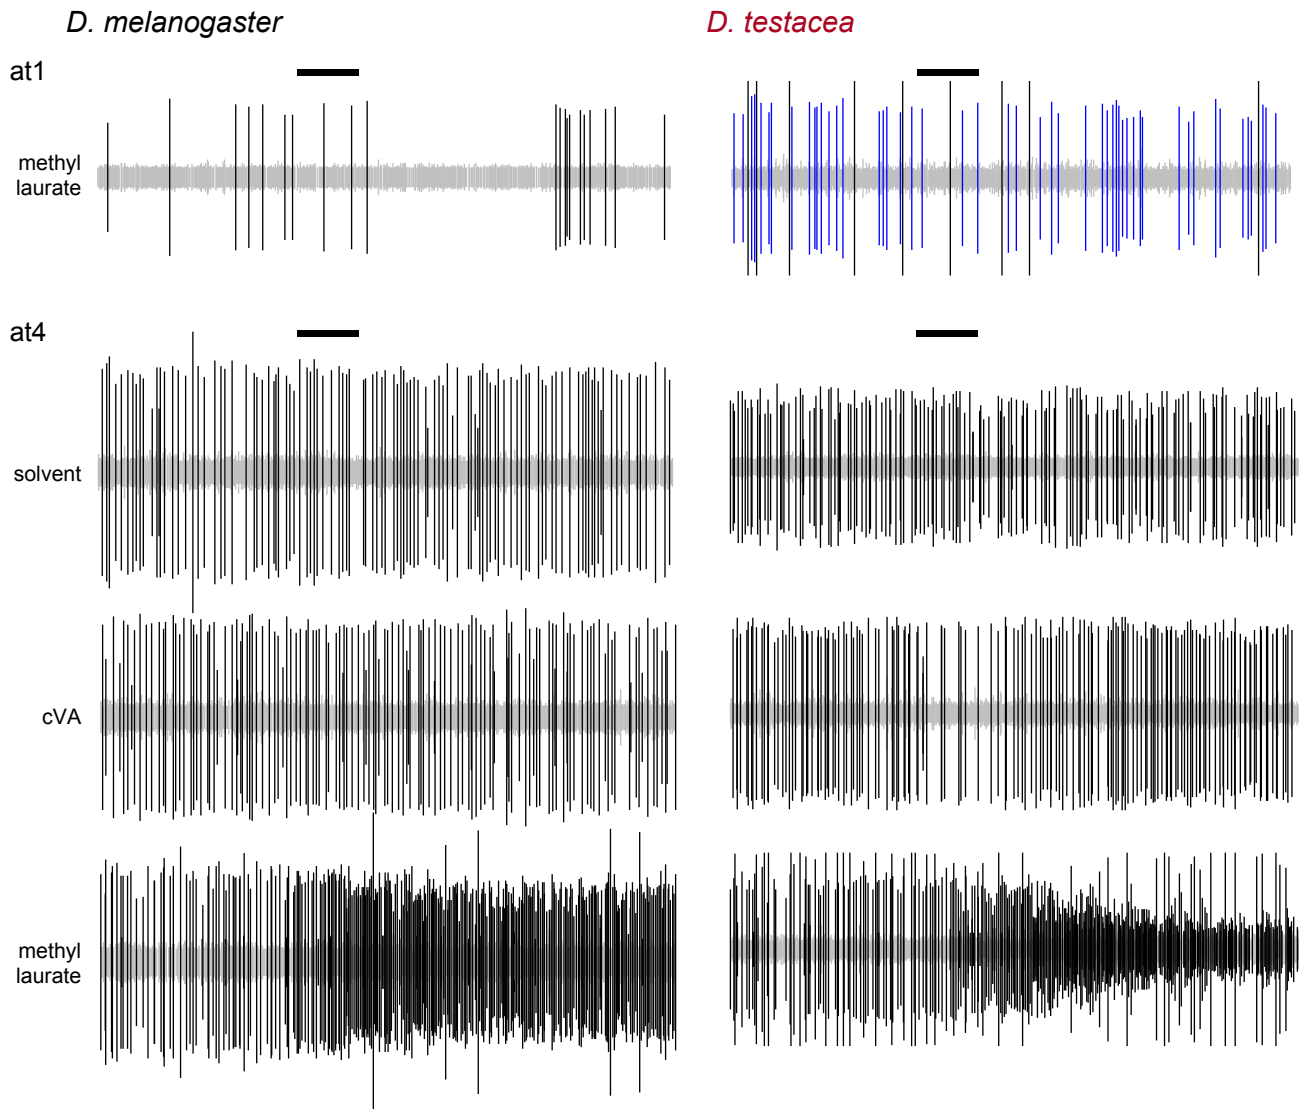 D. melanogaster
D. testacea
at1
methyl
laurate
at4
solvent
cVA
methyl
laurate